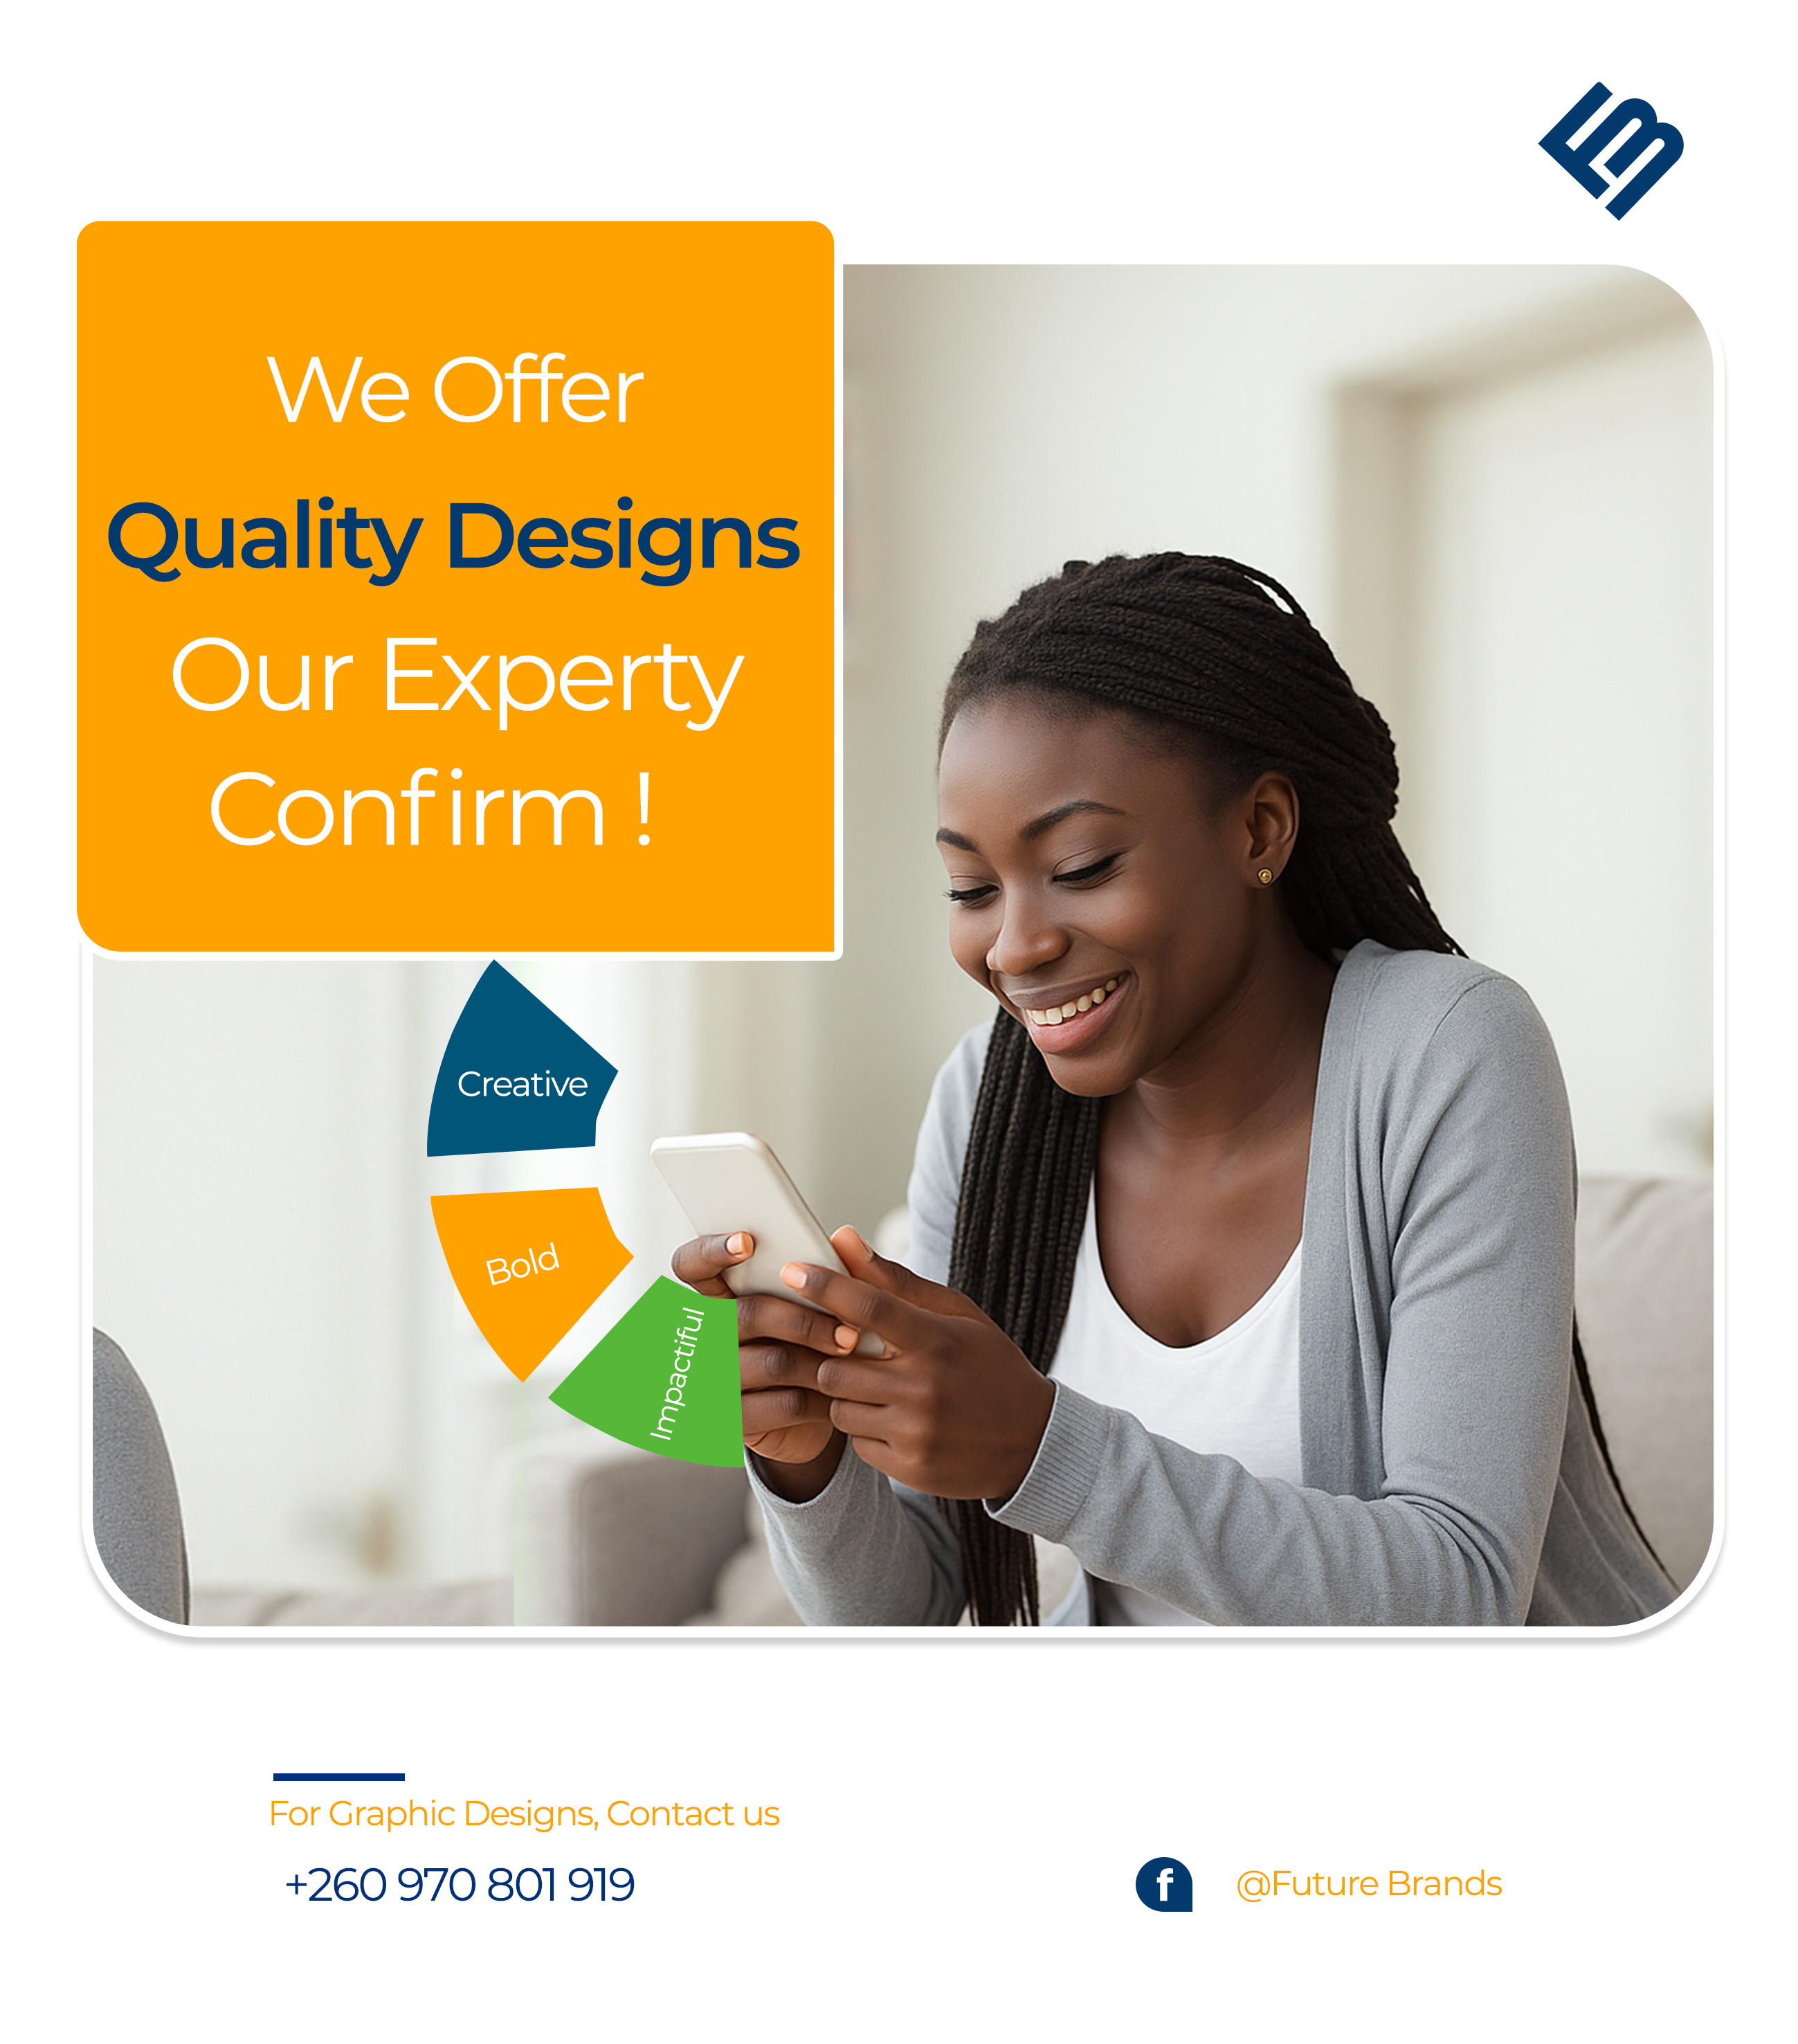 We Offer
Quality Designs
Our Experty
Confirm !
Creative
Bold
Impactiful
For Graphic Designs, Contact us
+260 970 801 919
f
@Future Brands